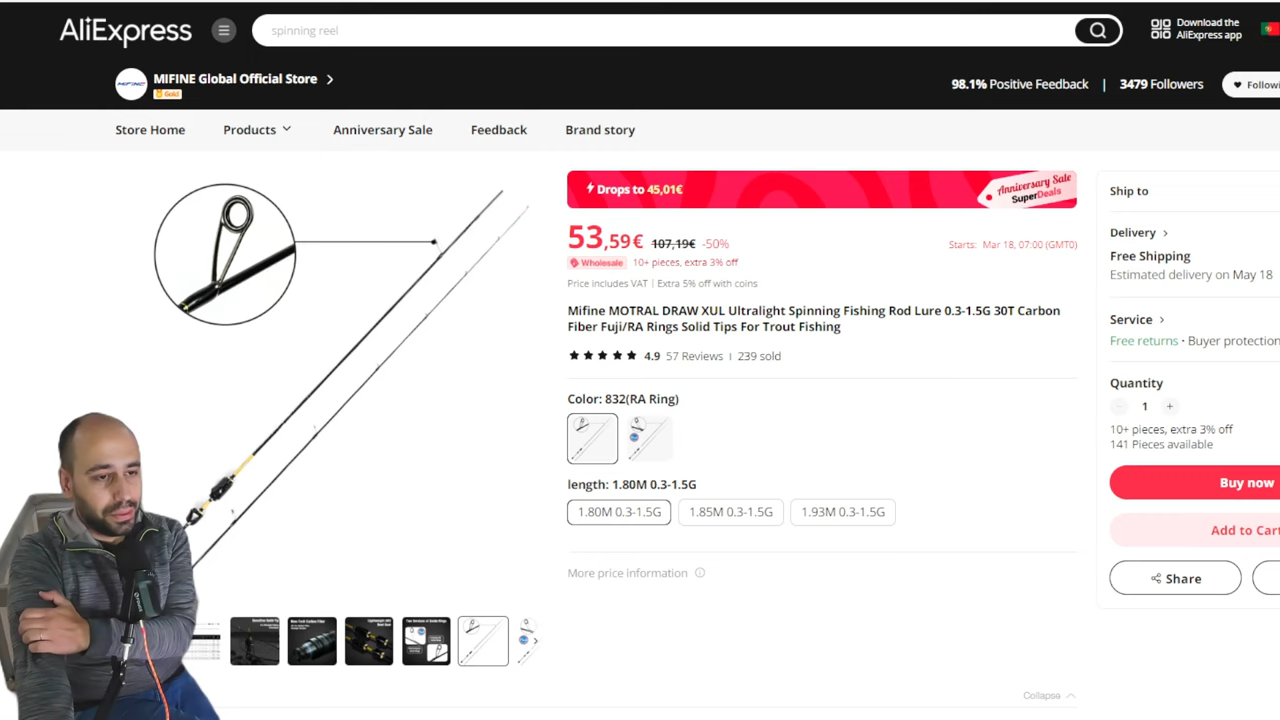 AliExpress
spinning reel
Download the
AliExpress app
MIFINE
MIFINE Global Official Store >
Gold
98.1% Positive Feedback | 3479 Followers
Followi
Store Home
Products
Anniversary Sale
Feedback
Brand story
Drops to 45,01€
Anniversary Sale
SuperDeals
53,59€ 107,19€ -50%
Starts: Mar 18, 07:00 (GMT0)
Wholesale 10+ pieces, extra 3% off
Price includes VAT | Extra 5% off with coins
Mifine MOTRAL DRAW XUL Ultralight Spinning Fishing Rod Lure 0.3-1.5G 30T Carbon
Fiber Fuji/RA Rings Solid Tips For Trout Fishing
4.9 57 Reviews | 239 sold
Color: 832(RA Ring)
length: 1.80M 0.3-1.5G
1.80M 0.3-1.5G
1.85M 0.3-1.5G
1.93M 0.3-1.5G
More price information
Collapse
Ship to
Delivery >
Free Shipping
Estimated delivery on May 18
Service >
Free returns · Buyer protection
Quantity
- 1 +
10+ pieces, extra 3% off
141 Pieces available
Buy now
Add to Cart
Share